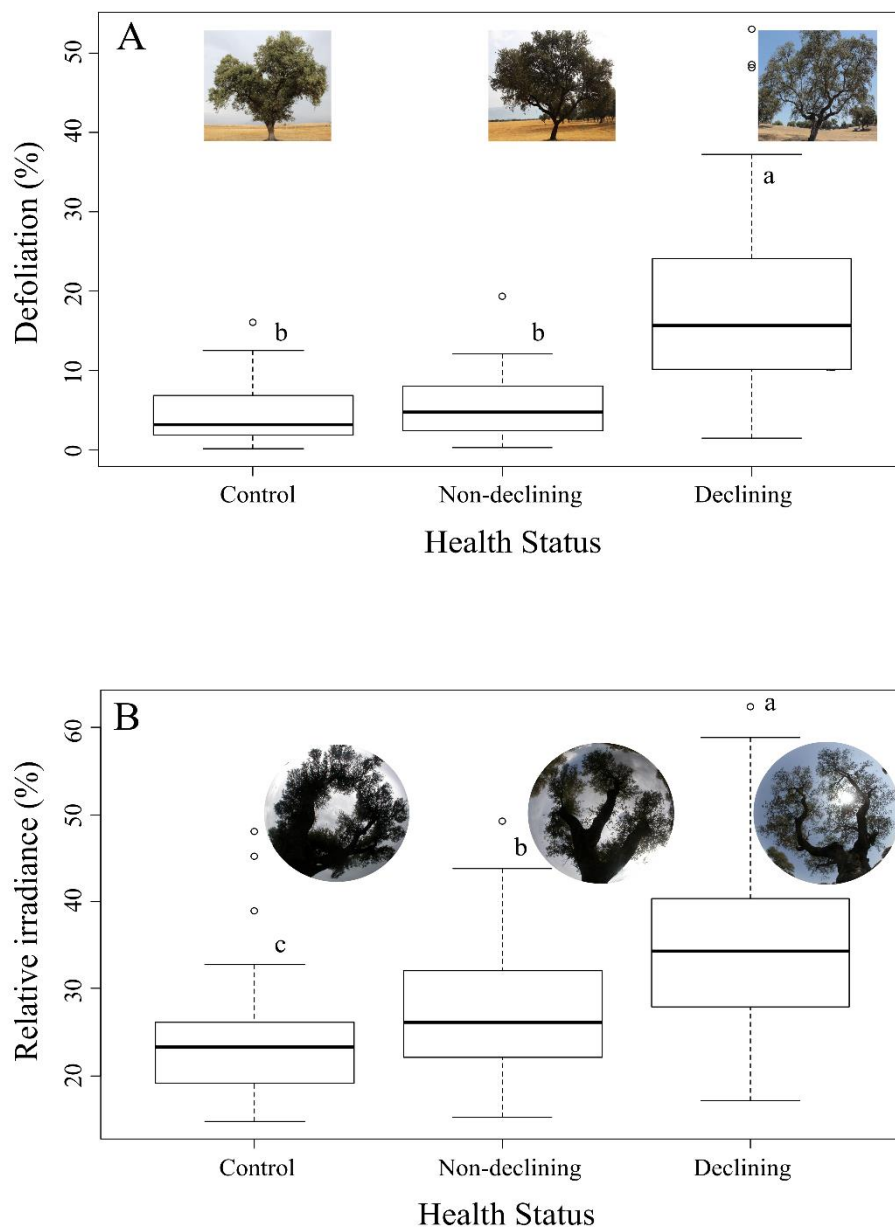 A
Defoliation (%)
50
40
30
20
10
0
b
b
a
Control
Non-declining
Declining
Health Status
B
Relative irradiance (%)
60
50
40
30
20
c
b
a
Control
Non-declining
Declining
Health Status